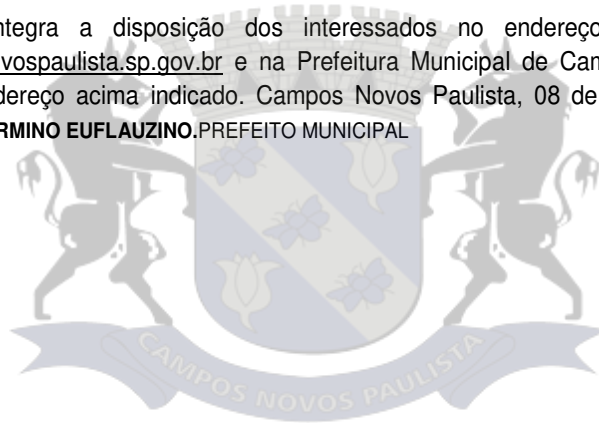 ntegra a disposição dos interessados no endereço
vospaulista.sp.gov.br e na Prefeitura Municipal de Cam
dereço acima indicado. Campos Novos Paulista, 08 de
RMINO EUFLAUZINO.PREFEITO MUNICIPAL
CAMPOS NOVOS PAULISTA